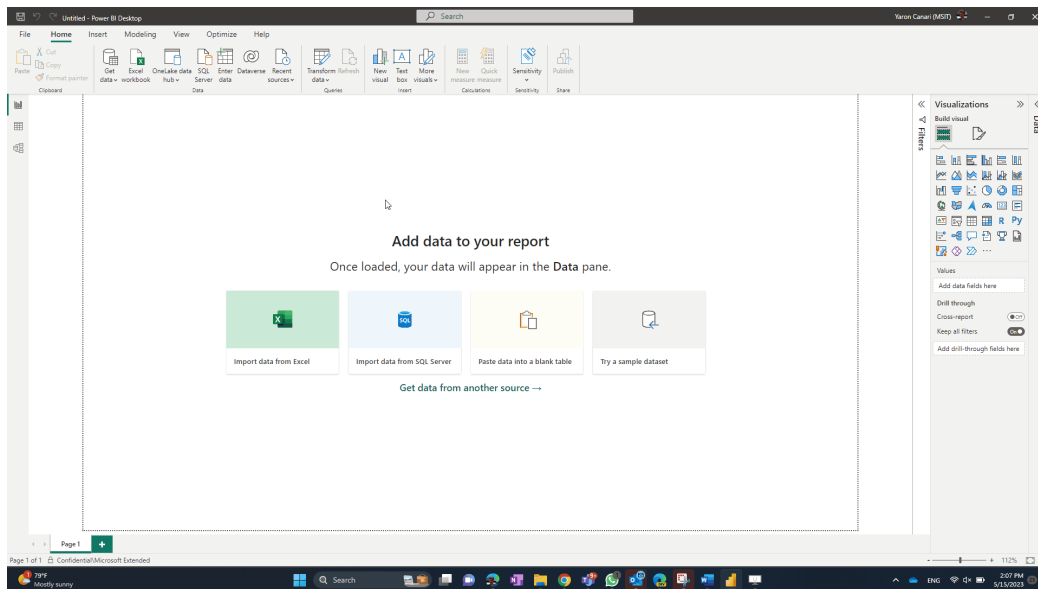 Untitled - Power BI Desktop
Search
Yaron Canari (MSIT)
File Home Insert Modeling View Optimize Help
Paste
Cut
Copy
Format painter
Get data
Excel workbook
OneLake data hub
SQL Server
Enter data
Dataverse
Recent sources
Transform data
Refresh
New visual
Text box
More visuals
New measure
Quick measure
Sensitivity
Publish
Clipboard
Data
Queries
Insert
Calculations
Sensitivity
Share
Filters
Visualizations
Data
Build visual
R
Py
Values
Add data fields here
Drill through
Cross-report
Off
Keep all filters
On
Add drill-through fields here
Add data to your report
Once loaded, your data will appear in the Data pane.
Import data from Excel
Import data from SQL Server
Paste data into a blank table
Try a sample dataset
Get data from another source →
Page 1
Page 1 of 1
Confidential\Microsoft Extended
112%
79°F
Mostly sunny
Search
ENG
2:07 PM
5/15/2023